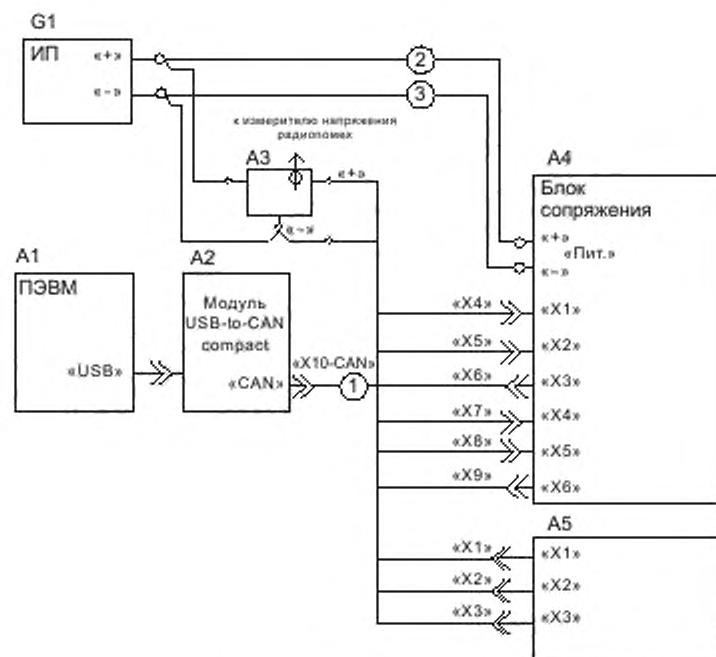 G1
ИП
«+»
«-»
2
3
к измерителю напряжения
радиопомех
A3
«+»
«-»
A4
Блок
сопряжения
«+»
«Пит.»
«-»
A1
ПЭВМ
«USB»
A2
Модуль
USB-to-CAN
compact
«CAN»
«X10-CAN»
1
«X4»
«X1»
«X5»
«X2»
«X6»
«X3»
«X7»
«X4»
«X8»
«X5»
«X9»
«X6»
A5
«X1»
«X1»
«X2»
«X2»
«X3»
«X3»